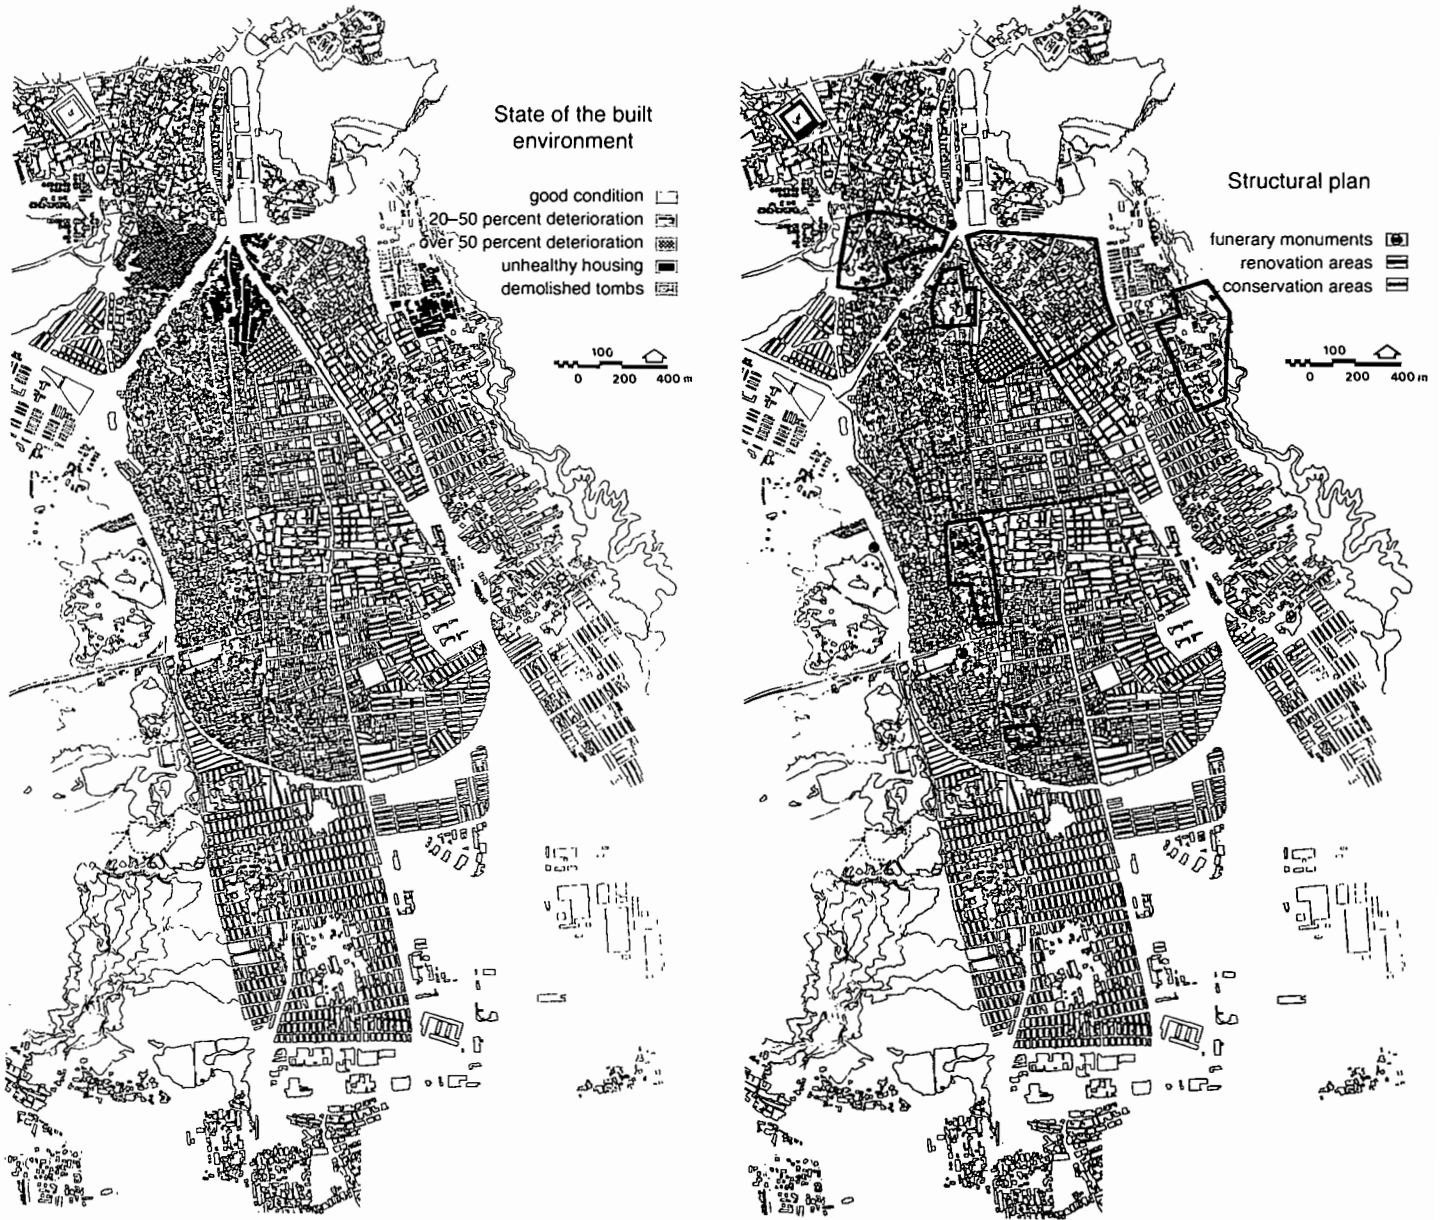 State of the built
environment
good condition
20–50 percent deterioration
over 50 percent deterioration
unhealthy housing
demolished tombs
100
0 200 400 m
Structural plan
funerary monuments
renovation areas
conservation areas
100
0 200 400 m